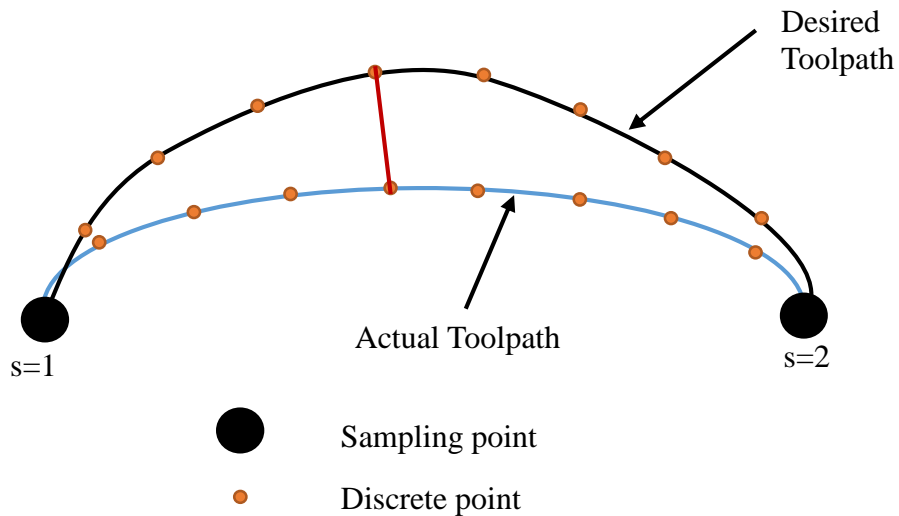 Desired
Toolpath
Actual Toolpath
s=1
s=2
Sampling point
Discrete point